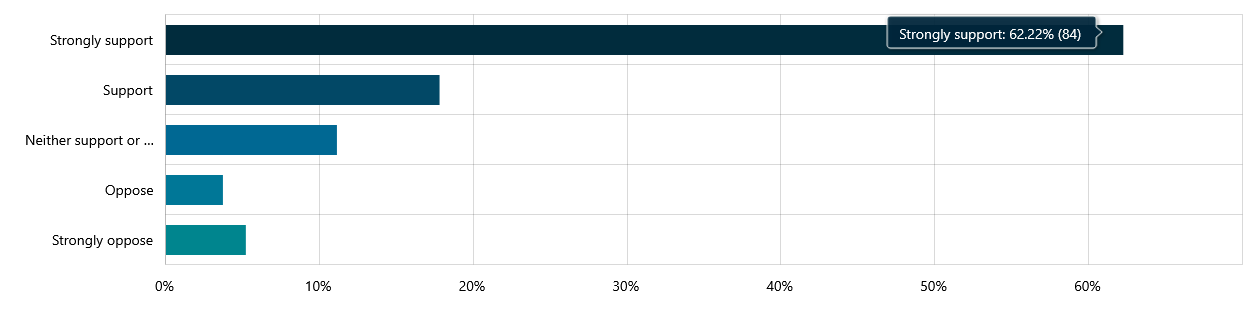 Strongly support
Strongly support: 62.22% (84)
Support
Neither support or ...
Oppose
Strongly oppose
0% 10% 20% 30% 40% 50% 60%